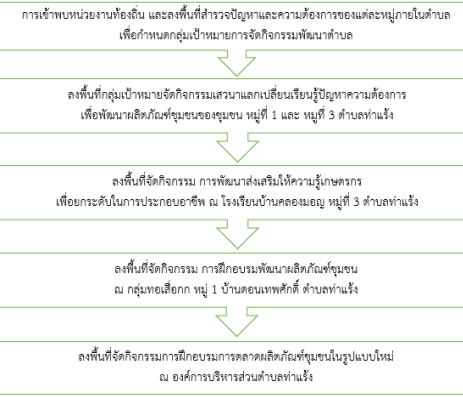 การเข้าพบหน่วยงานท้องถิ่น และลงพื้นที่สำรวจปัญหาและความต้องการของแต่ละหมู่ภายในตำบล
เพื่อกำหนดกลุ่มเป้าหมายการจัดกิจกรรมพัฒนาตำบล
ลงพื้นที่กลุ่มเป้าหมายจัดกิจกรรมเสวนาแลกเปลี่ยนเรียนรู้ปัญหาความต้องการ
เพื่อพัฒนาผลิตภัณฑ์ชุมชนของชุมชน หมู่ที่ 1 และ หมู่ที่ 3 ตำบลท่าแร้ง
ลงพื้นที่จัดกิจกรรม การพัฒนาส่งเสริมให้ความรู้เกษตรกร
เพื่อยกระดับในการประกอบอาชีพ ณ โรงเรียนบ้านคลองมอญ หมู่ที่ 3 ตำบลท่าแร้ง
ลงพื้นที่จัดกิจกรรม การฝึกอบรมพัฒนาผลิตภัณฑ์ชุมชน
ณ กลุ่มทอเสื่อกก หมู่ 1 บ้านดอนเทพศักดิ์ ตำบลท่าแร้ง
ลงพื้นที่จัดกิจกรรมการฝึกอบรมการตลาดผลิตภัณฑ์ชุมชนในรูปแบบใหม่
ณ องค์การบริหารส่วนตำบลท่าแร้ง